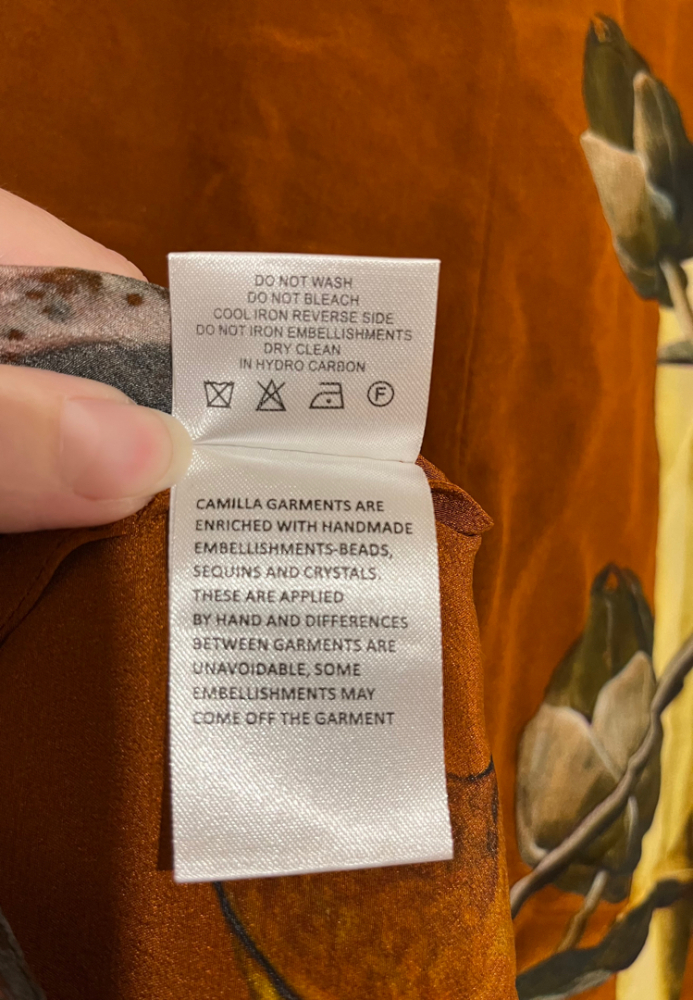 DO NOT WASH
DO NOT BLEACH
COOL IRON REVERSE SIDE
DO NOT IRON EMBELLISHMENTS
DRY CLEAN
IN HYDRO CARBON
F
CAMILLA GARMENTS ARE
ENRICHED WITH HANDMADE
EMBELLISHMENTS-BEADS,
SEQUINS AND CRYSTALS,
THESE ARE APPLIED
BY HAND AND DIFFERENCES
BETWEEN GARMENTS ARE
UNAVOIDABLE, SOME
EMBELLISHMENTS MAY
COME OFF THE GARMENT